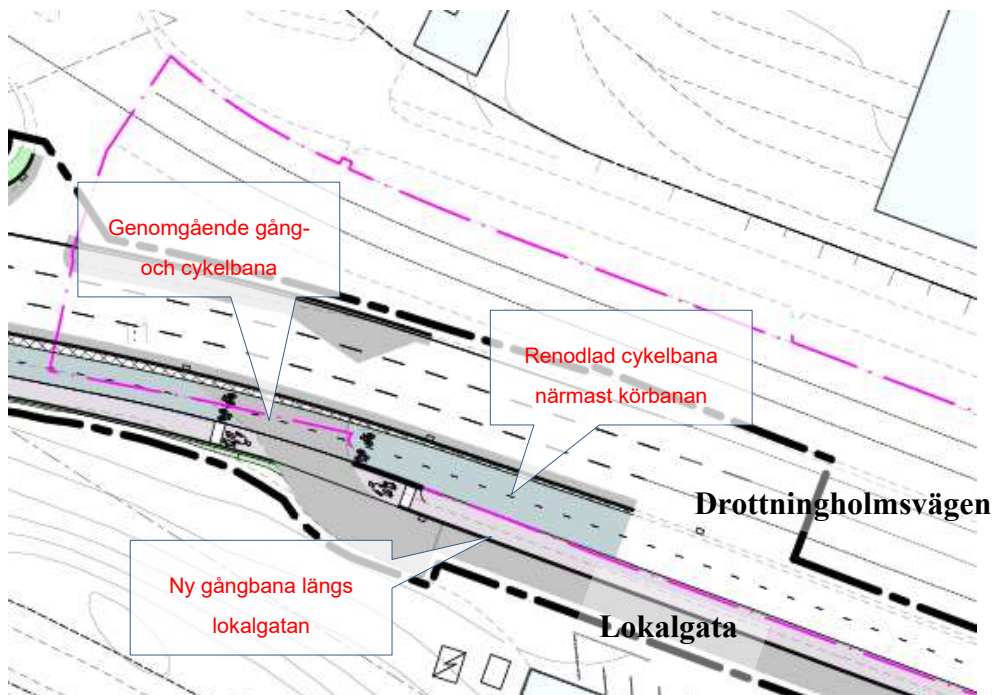 Genomgående gång-
och cykelbana
Renodlad cykelbana
närmast körbanan
Drottningholmsvägen
Ny gångbana längs
lokalgatan
Lokalgata